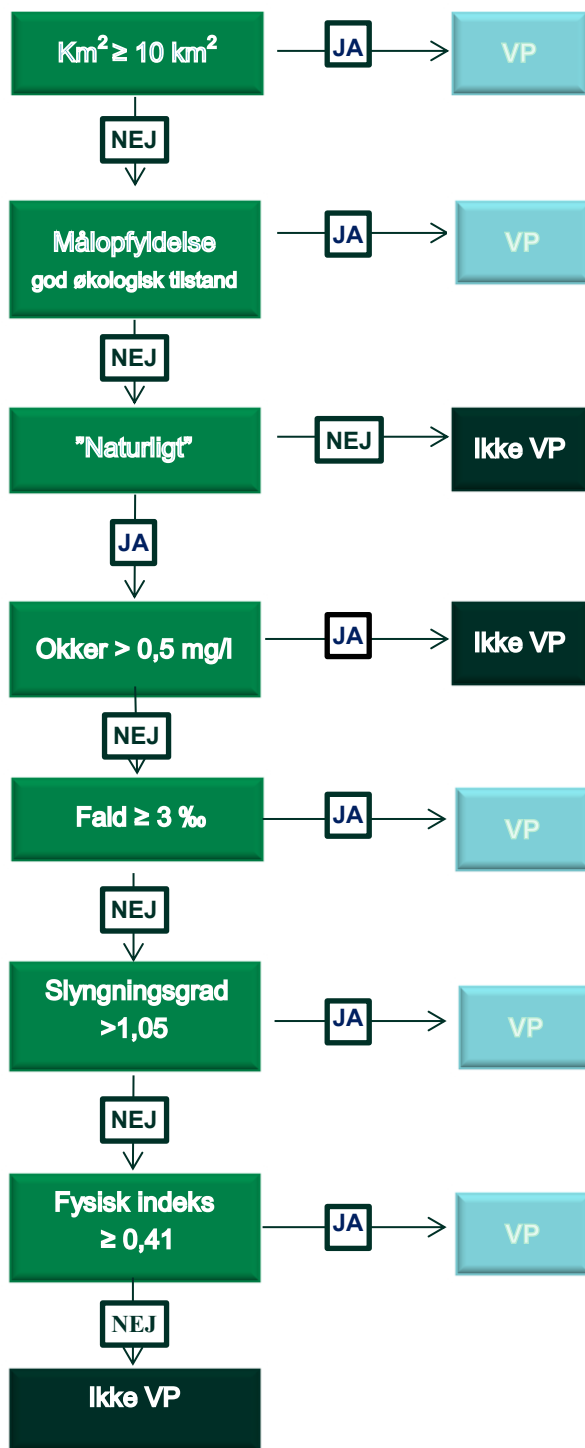 Km² ≥ 10 km²
JA
VP
NEJ
Målopfyldelse
god økologisk tilstand
JA
VP
NEJ
"Naturligt"
NEJ
Ikke VP
JA
Okker > 0,5 mg/l
JA
Ikke VP
NEJ
Fald ≥ 3 ‰
JA
VP
NEJ
Slyngningsgrad
>1,05
JA
VP
NEJ
Fysisk indeks
≥ 0,41
JA
VP
NEJ
Ikke VP